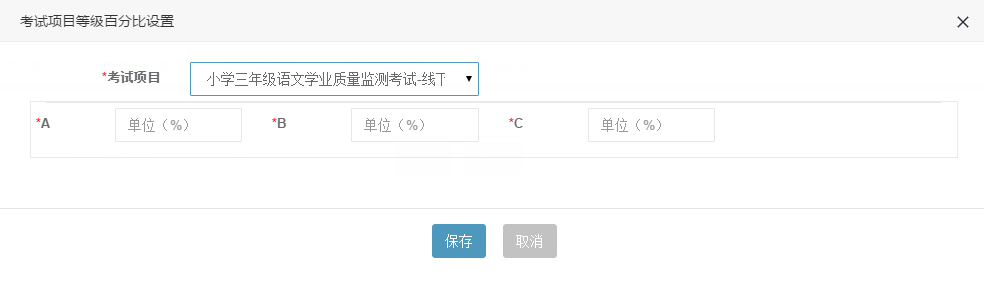 考试项目等级百分比设置
*考试项目 小学三年级语文学业质量监测考试-线下
*A 单位（%） *B 单位（%） *C 单位（%）
保存 取消